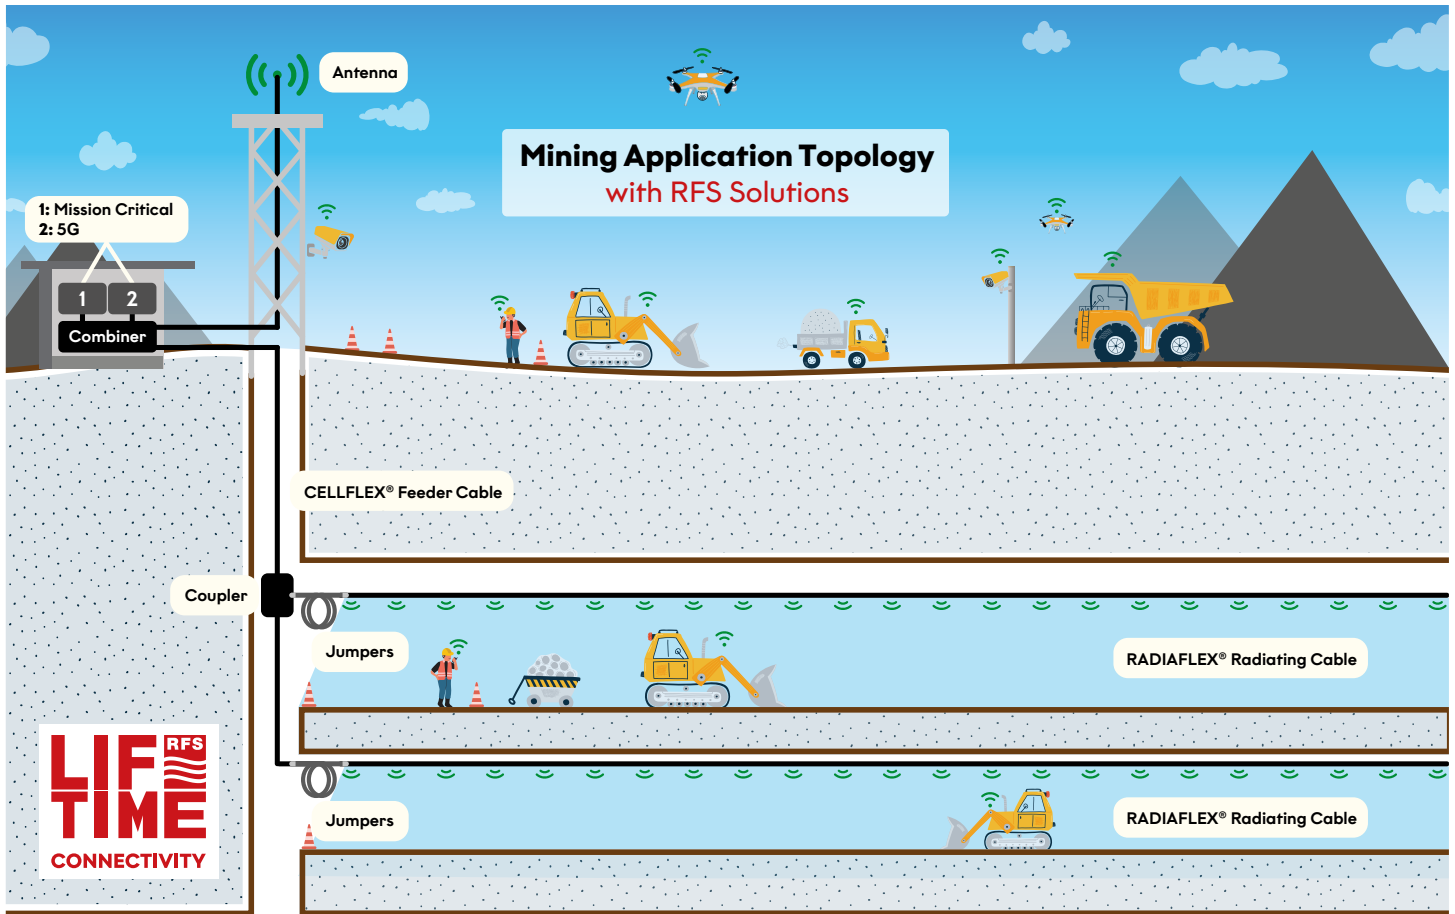 Antenna
Mining Application Topology
with RFS Solutions
1: Mission Critical
2: 5G
1 2
Combiner
CELLFLEX® Feeder Cable
Coupler
Jumpers
RADIAFLEX® Radiating Cable
LIFE
RFS
TIME
CONNECTIVITY
Jumpers
RADIAFLEX® Radiating Cable